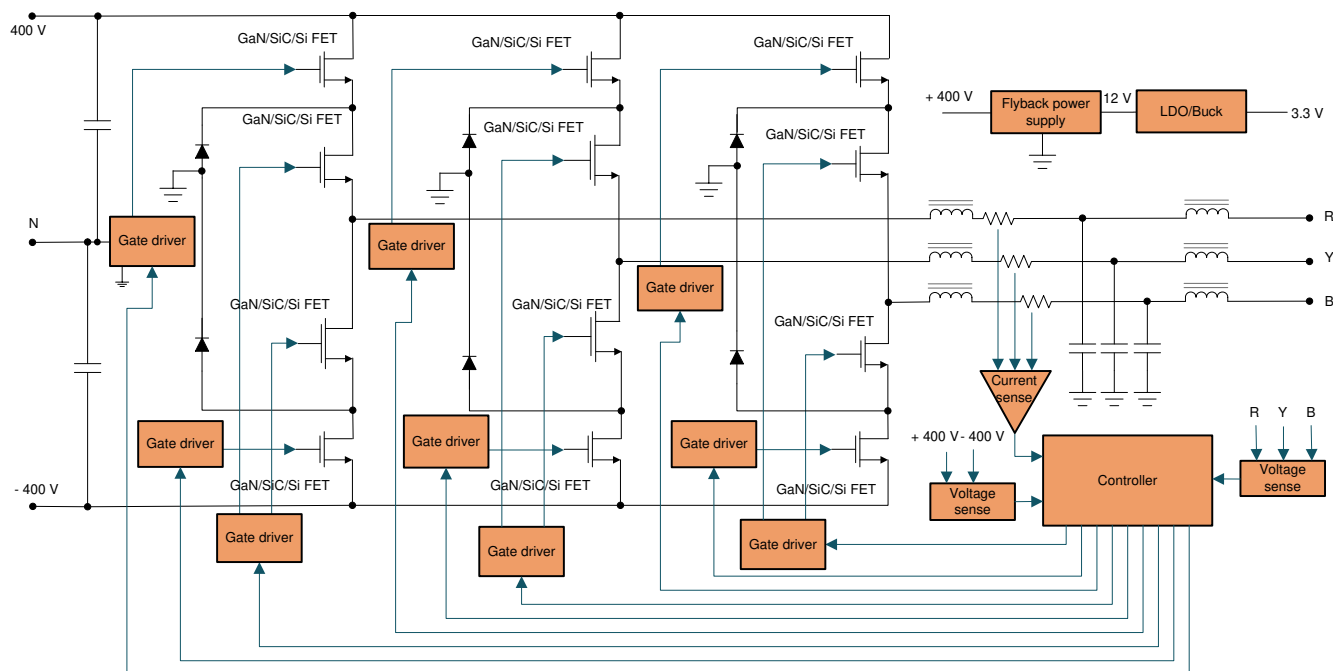 400 V
GaN/SiC/Si FET
GaN/SiC/Si FET
GaN/SiC/Si FET
+ 400 V
Flyback power
supply
12 V
LDO/Buck
3.3 V
GaN/SiC/Si FET
GaN/SiC/Si FET
GaN/SiC/Si FET
N
Gate driver
Gate driver
Gate driver
R
Y
B
GaN/SiC/Si FET
GaN/SiC/Si FET
GaN/SiC/Si FET
Current
sense
Gate driver
Gate driver
Gate driver
+ 400 V
- 400 V
R
Y
B
Voltage
sense
Controller
Voltage
sense
- 400 V
GaN/SiC/Si FET
GaN/SiC/Si FET
GaN/SiC/Si FET
Gate driver
Gate driver
Gate driver